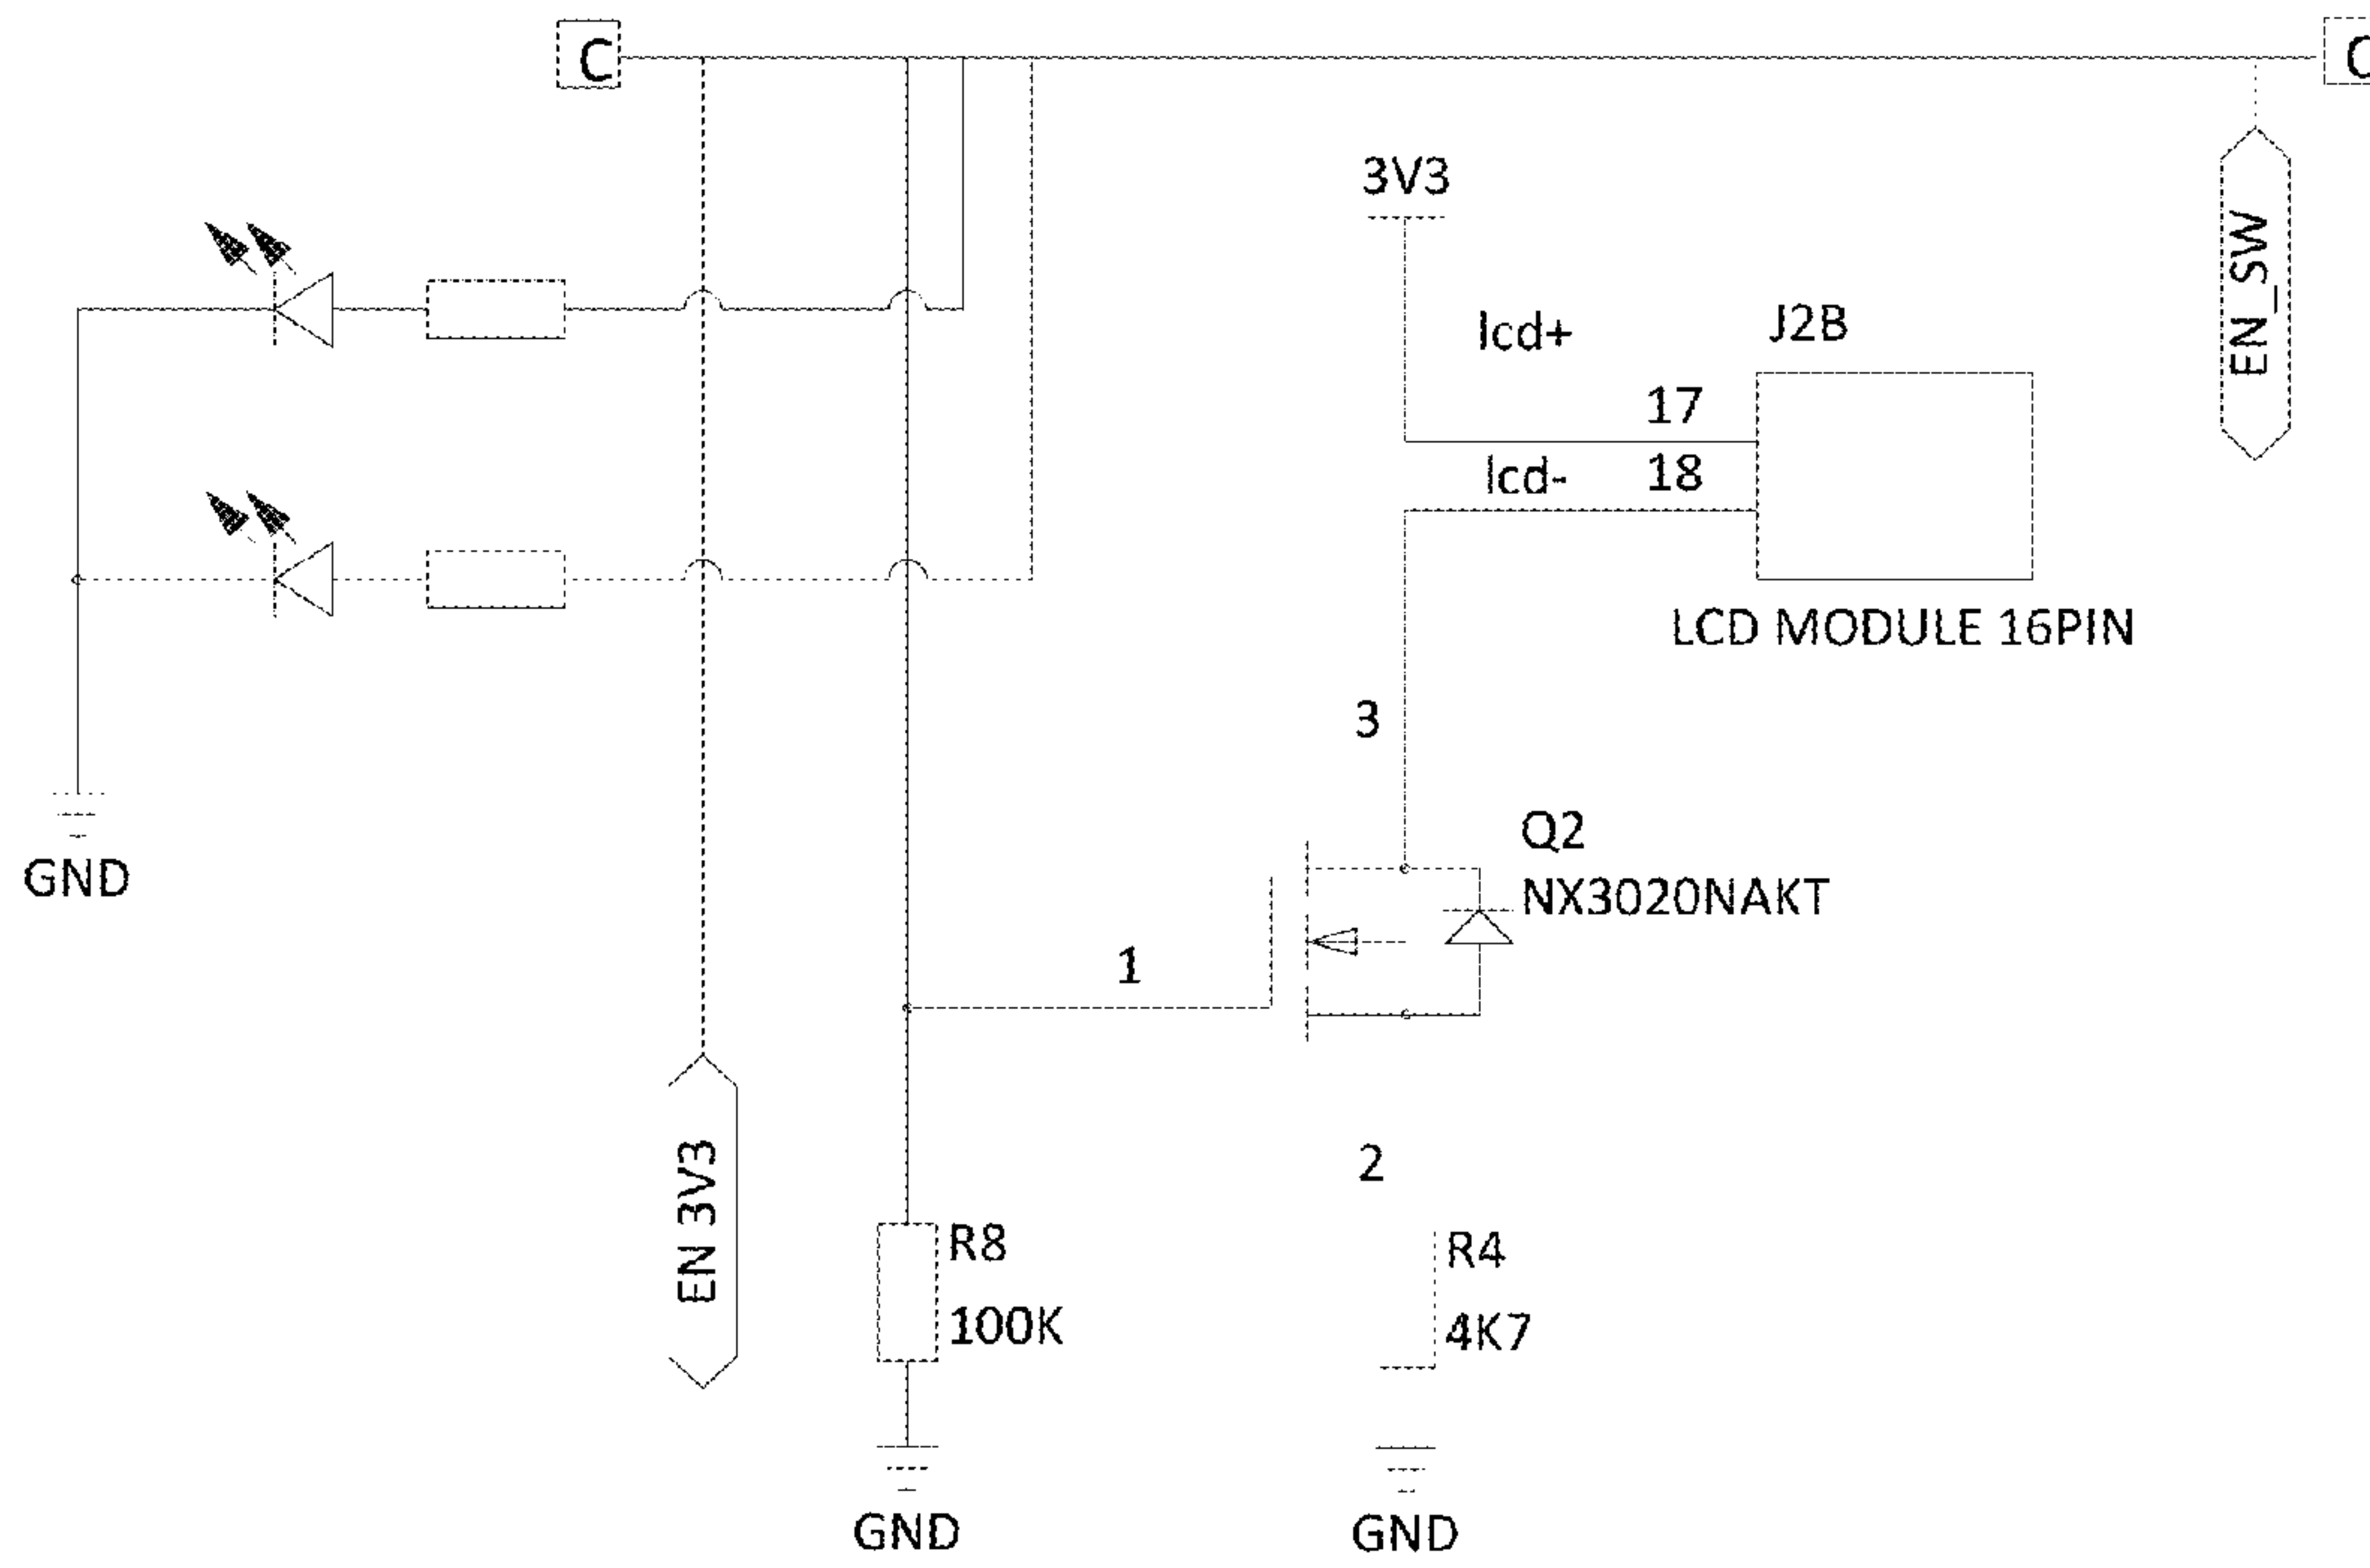 C
C
3V3
EN_SW
lcd+
J2B
17
lcd-
18
LCD MODULE 16PIN
3
Q2
GND
NX3020NAKT
1
EN 3V3
2
R8
R4
100K
4K7
GND
GND